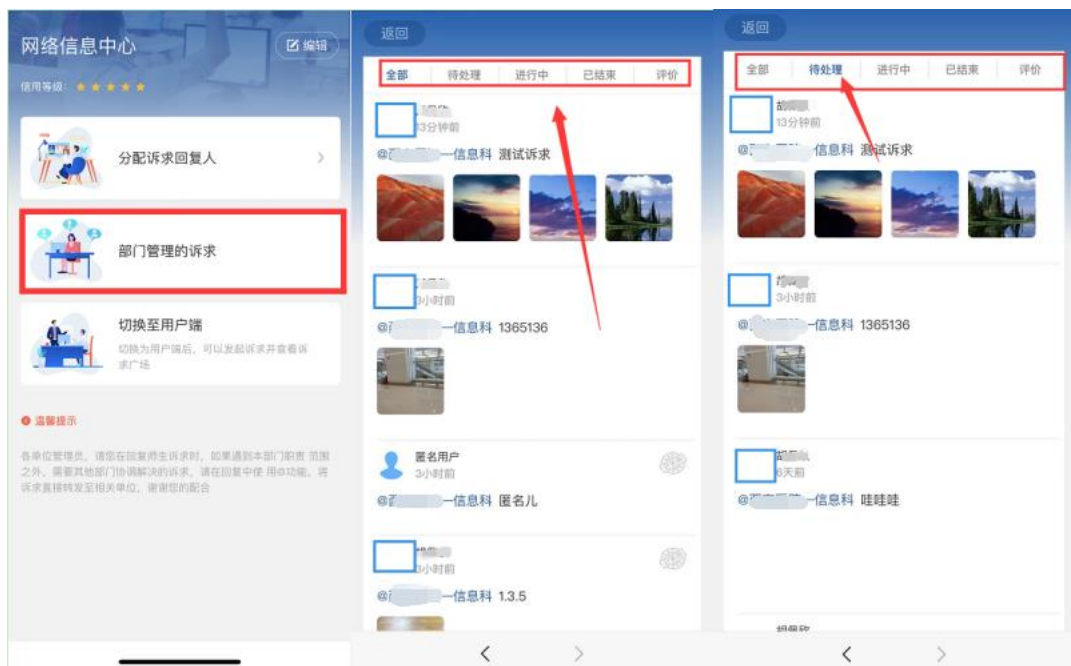 网络信息中心
编辑
信用等级：
分配诉求回复人
部门管理的诉求
切换至用户端
切换为用户端后，可以发起诉求并查看诉
求广场
温馨提示
各单位管理员，请您在回复师生诉求时，如果遇到本部门职责 范围
之外、需要其他部门协调解决的诉求，请在回复中使 用@功能，将
诉求直接转发至相关单位，谢谢您的配合
返回
全部 待处理 进行中 已结束 评价
13分钟前
@ 一信息科 测试诉求
3小时前
@ 一信息科 1365136
匿名用户
3小时前
@ 一信息科 匿名儿
3小时前
@ 一信息科 1.3.5
返回
全部 待处理 进行中 已结束 评价
13分钟前
@ 一信息科 测试诉求
3小时前
@ 一信息科 1365136
6天前
@ 一信息科 哇哇哇